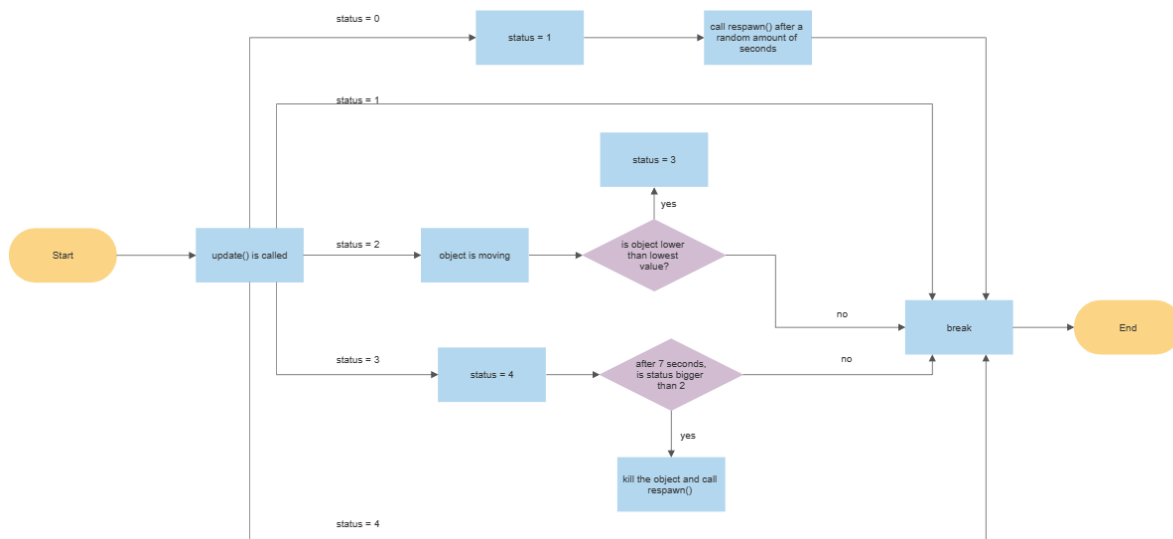 status = 0
status = 1
call respawn() after a
random amount of
seconds
status = 1
status = 3
yes
Start
update() is called
status = 2
object is moving
is object lower
than lowest
value?
no
break
End
status = 3
status = 4
after 7 seconds,
is status bigger
than 2
no
yes
kill the object and call
respawn()
status = 4